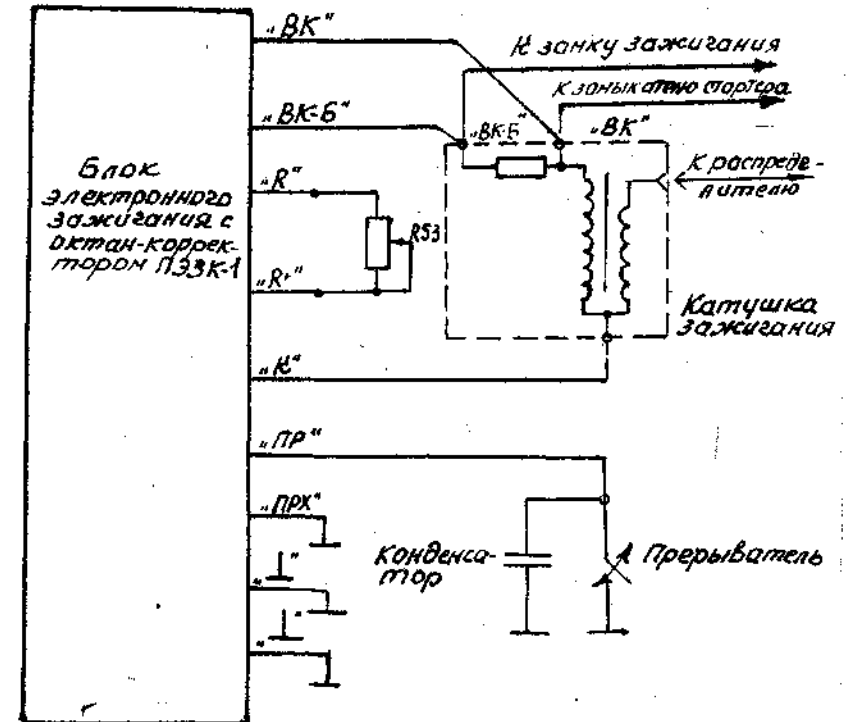 „ВК"
К замку зажигания
К замыкателю стартера
„ВК-Б"
„ВК-Б"
„ВК"
Блок
электронного
зажигания с
октан-коррек-
тором ПЭЗК-1
„R"
R53
„R+"
К распреде-
лителю
Катушка
зажигания
„К"
„ПР"
„ПРХ"
Конденса-
тор
Прерыватель
„⊥"
„⊥"